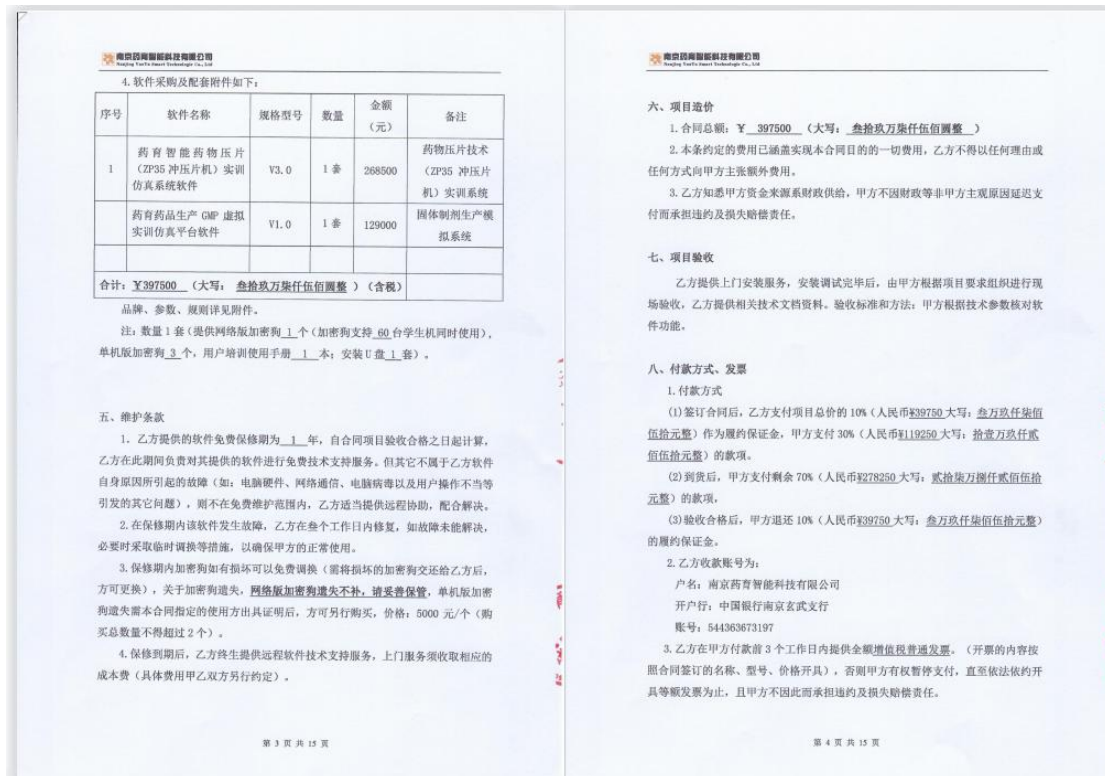 南京药育智能科技有限公司
Nanjing YaoYu Smart Technologie Co., Ltd
4.软件采购及配套附件如下：
序号 软件名称 规格型号 数量 金额（元） 备注
1 药育智能药物压片（ZP35 冲压片机）实训仿真系统软件 V3.0 1 套 268500 药物压片技术（ZP35 冲压片机）实训系统
药育药品生产 GMP 虚拟实训仿真平台软件 V1.0 1 套 129000 固体制剂生产模拟系统
合计：￥397500 （大写： 叁拾玖万柒仟伍佰圆整 ）（含税）
品牌、参数、规则详见附件。
注：数量 1 套（提供网络版加密狗 1 个（加密狗支持 60 台学生机同时使用），
单机版加密狗 3 个，用户培训使用手册 1 本；安装 U 盘 1 套）。
五、维护条款
1. 乙方提供的软件免费保修期为 1 年，自合同项目验收合格之日起计算，
乙方在此期间负责对其提供的软件进行免费技术支持服务。但其它不属于乙方软件
自身原因所引起的故障（如：电脑硬件、网络通信、电脑病毒以及用户操作不当等
引发的其它问题），则不在免费维护范围内，乙方适当提供远程协助，配合解决。
2.在保修期内该软件发生故障，乙方在叁个工作日内修复，如故障未能解决，
必要时采取临时调换等措施，以确保甲方的正常使用。
3.保修期内加密狗如有损坏可以免费调换（需将损坏的加密狗交还给乙方后，
方可更换），关于加密狗遗失，网络版加密狗遗失不补，请妥善保管，单机版加密
狗遗失需本合同指定的使用方出具证明后，方可另行购买，价格：5000 元/个（购
买总数量不得超过 2 个）。
4.保修到期后，乙方终生提供远程软件技术支持服务，上门服务须收取相应的
成本费（具体费用甲乙双方另行约定）。
第 3 页 共 15 页
南京药育智能科技有限公司
Nanjing YaoYu Smart Technologie Co., Ltd
六、项目造价
1.合同总额：￥ 397500 （大写： 叁拾玖万柒仟伍佰圆整 ）
2.本条约定的费用已涵盖实现本合同目的的一切费用，乙方不得以任何理由或
任何方式向甲方主张额外费用。
3.乙方知悉甲方资金来源系财政供给，甲方不因财政等非甲方主观原因延迟支
付而承担违约及损失赔偿责任。
七、项目验收
乙方提供上门安装服务，安装调试完毕后，由甲方根据项目要求组织进行现
场验收，乙方提供相关技术文档资料。验收标准和方法：甲方根据技术参数核对软
件功能。
八、付款方式、发票
1.付款方式
(1)签订合同后，乙方支付项目总价的 10%（人民币¥39750 大写：叁万玖仟柒佰
伍拾元整）作为履约保证金，甲方支付 30%（人民币¥119250 大写：拾壹万玖仟贰
佰伍拾元整）的款项。
(2)到货后，甲方支付剩余 70%（人民币¥278250 大写：贰拾柒万捌仟贰佰伍拾
元整）的款项，
(3)验收合格后，甲方退还 10%（人民币¥39750 大写：叁万玖仟柒佰伍拾元整）
的履约保证金。
2.乙方收款账号为：
户名：南京药育智能科技有限公司
开户行：中国银行南京玄武支行
账号：544363673197
3.乙方在甲方付款前 3 个工作日内提供全额增值税普通发票。（开票的内容按
照合同签订的名称、型号、价格开具），否则甲方有权暂停支付，直至依法依约开
具等额发票为止，且甲方不因此而承担违约及损失赔偿责任。
第 4 页 共 15 页